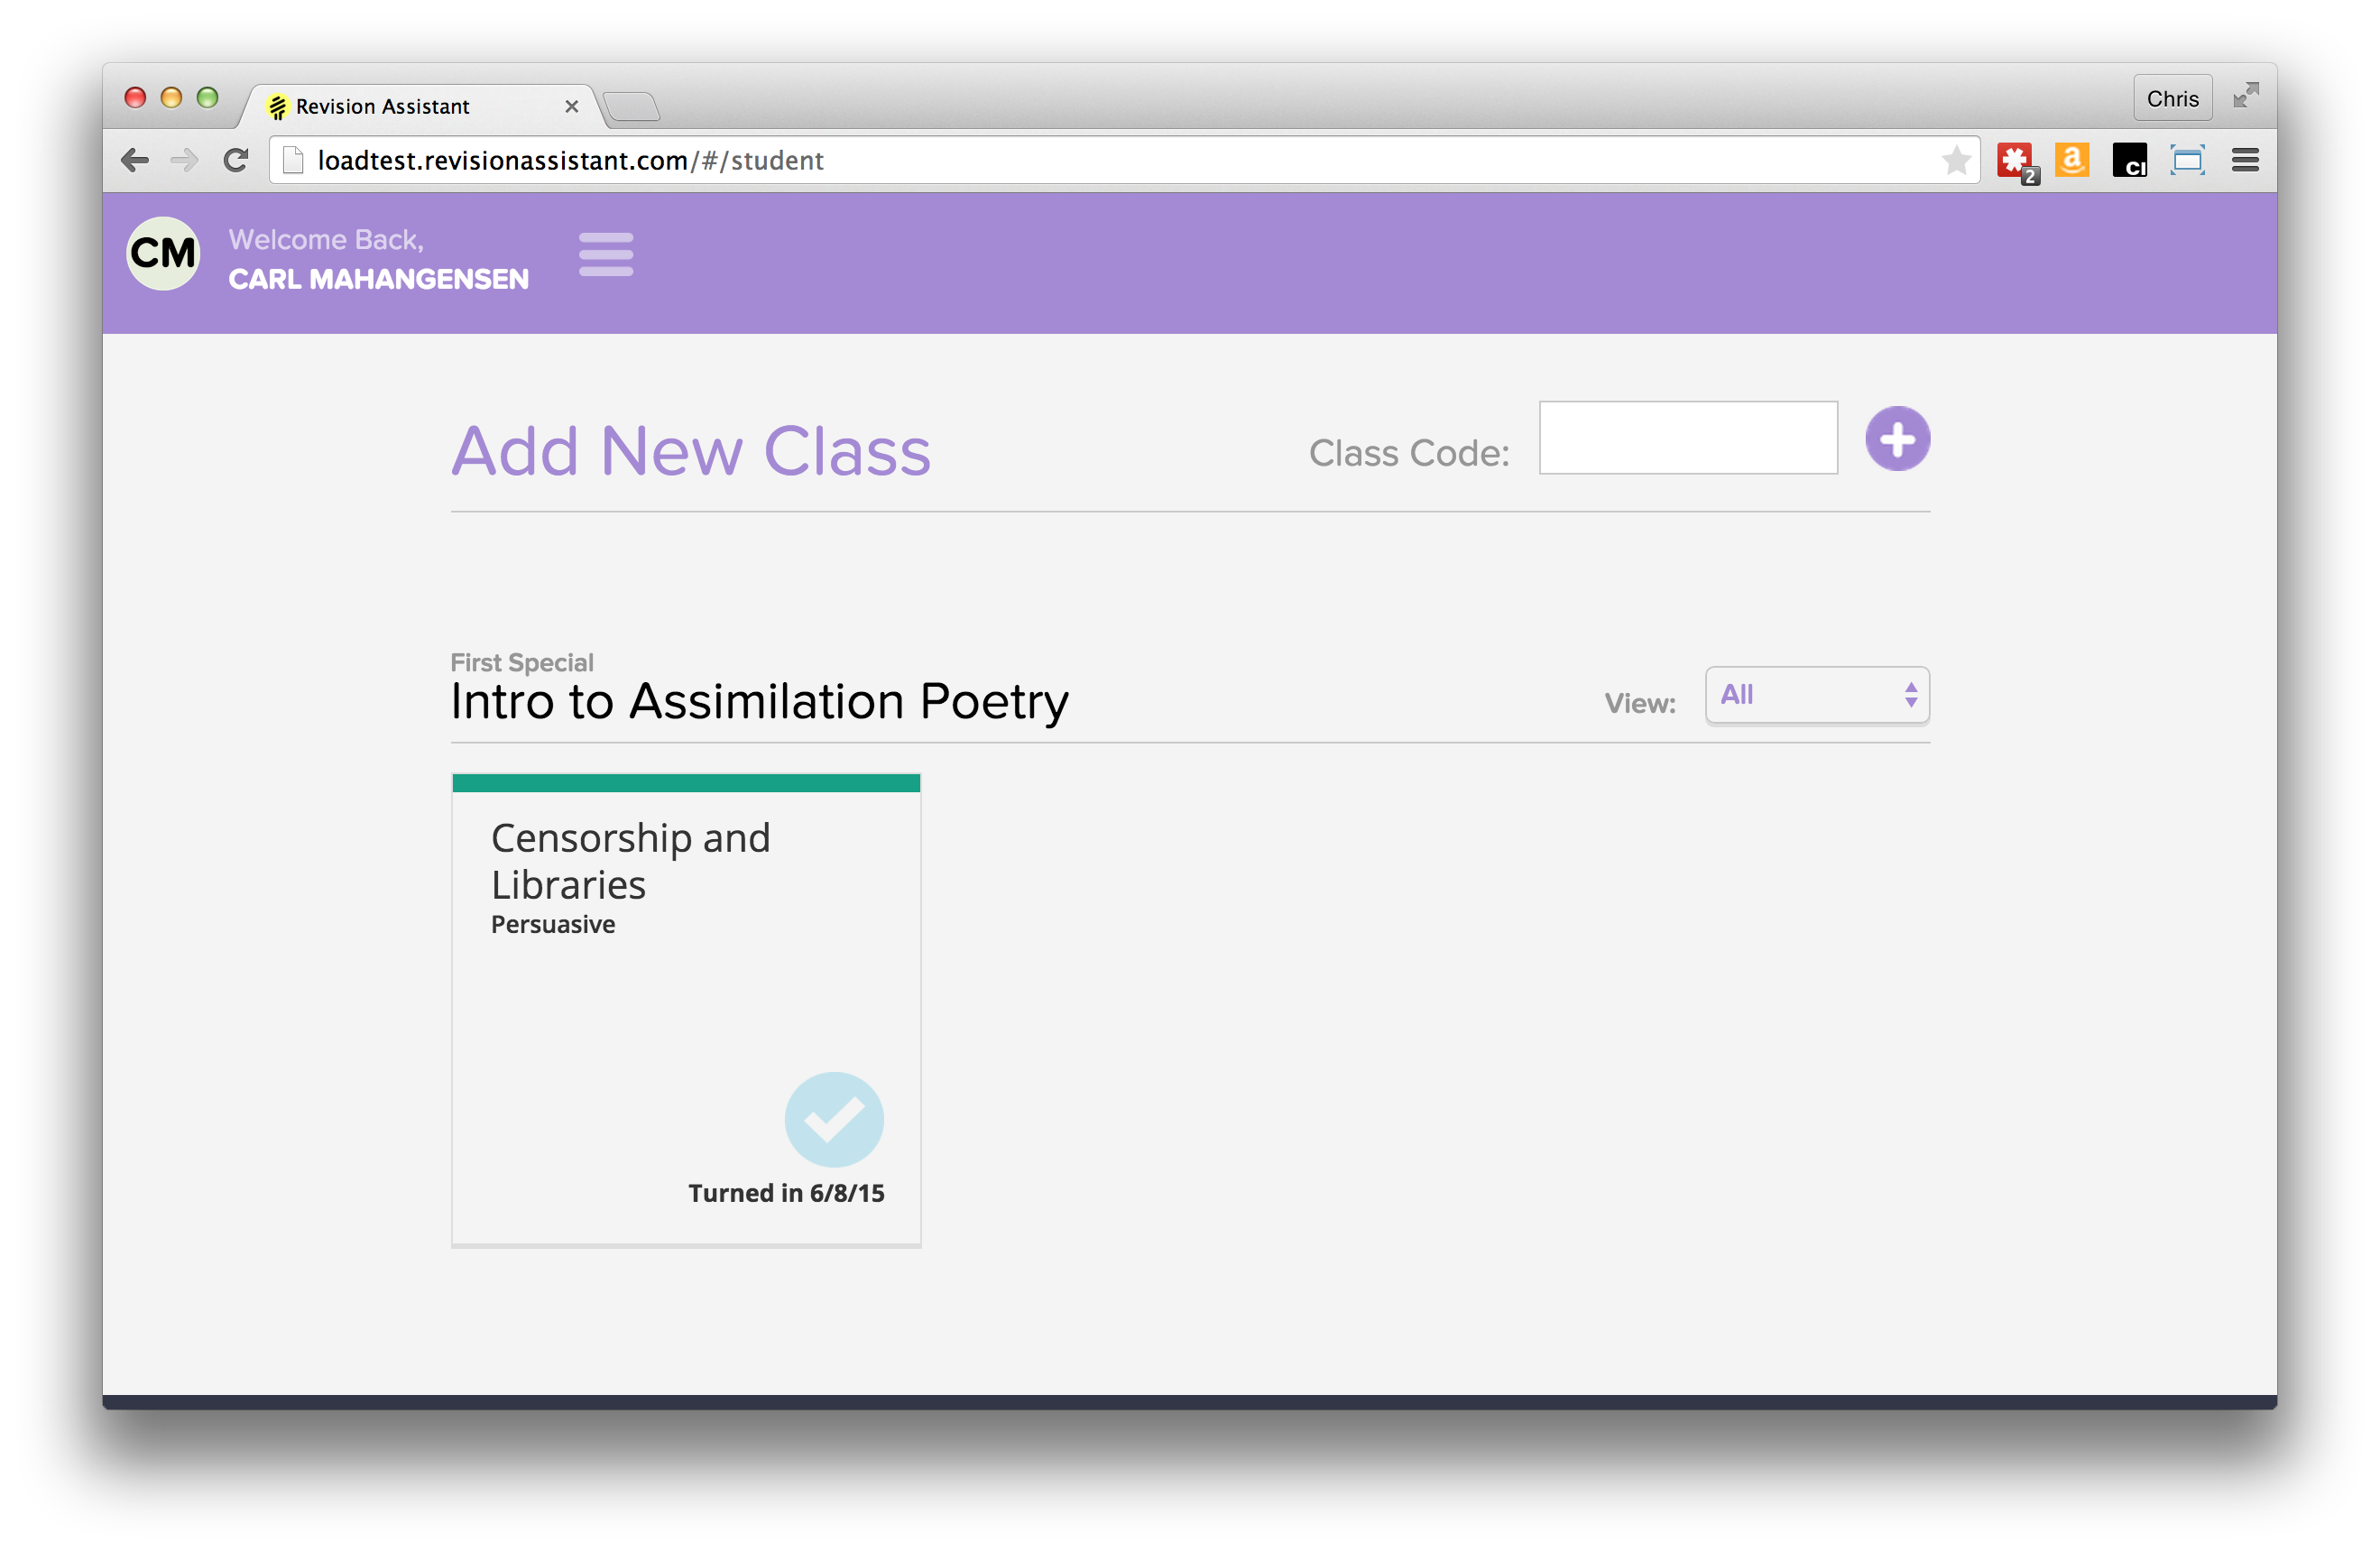 Revision Assistant
Chris
loadtest.revisionassistant.com/#/student
2
a
cl
CM
Welcome Back,
CARL MAHANGENSEN
Add New Class
Class Code:
First Special
Intro to Assimilation Poetry
View:
All
Censorship and
Libraries
Persuasive
Turned in 6/8/15